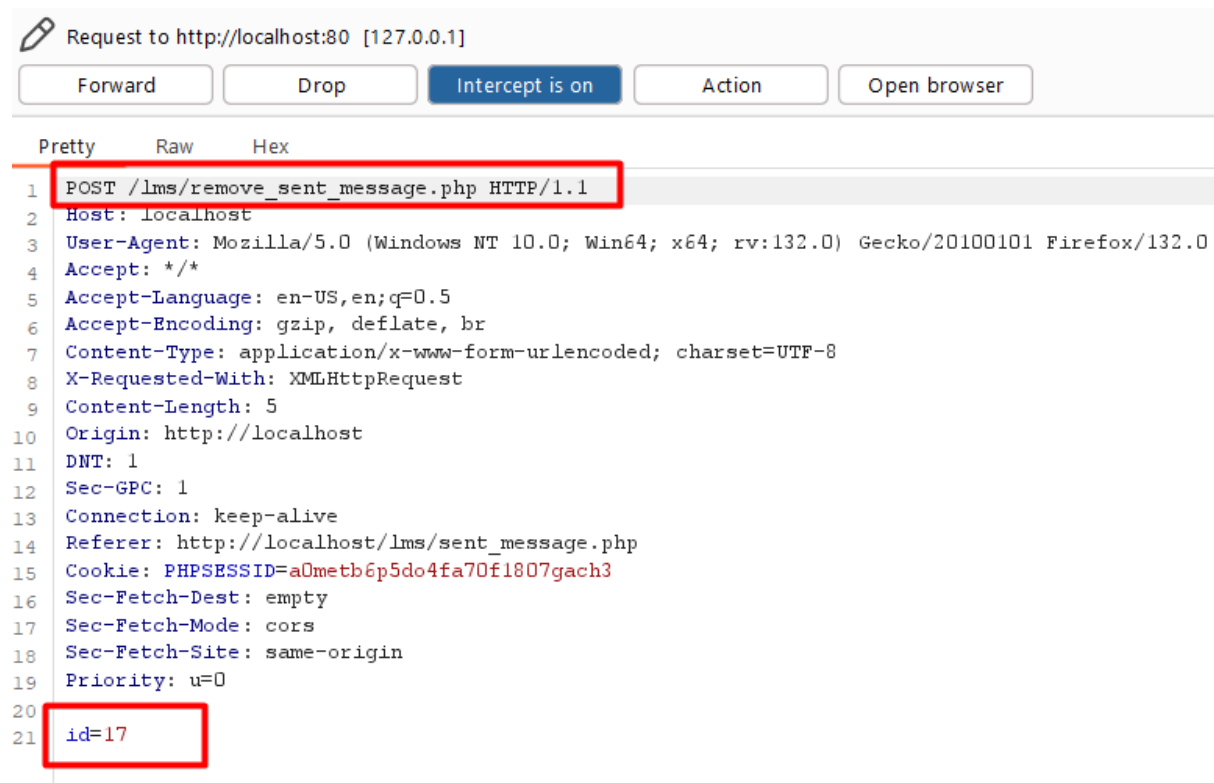 Request to http://localhost:80 [127.0.0.1]
Forward Drop Intercept is on Action Open browser
Pretty Raw Hex
1 POST /lms/remove_sent_message.php HTTP/1.1
2 Host: localhost
3 User-Agent: Mozilla/5.0 (Windows NT 10.0; Win64; x64; rv:132.0) Gecko/20100101 Firefox/132.0
4 Accept: */*
5 Accept-Language: en-US,en;q=0.5
6 Accept-Encoding: gzip, deflate, br
7 Content-Type: application/x-www-form-urlencoded; charset=UTF-8
8 X-Requested-With: XMLHttpRequest
9 Content-Length: 5
10 Origin: http://localhost
11 DNT: 1
12 Sec-GPC: 1
13 Connection: keep-alive
14 Referer: http://localhost/lms/sent_message.php
15 Cookie: PHPSESSID=a0metb6p5do4fa70f1807gach3
16 Sec-Fetch-Dest: empty
17 Sec-Fetch-Mode: cors
18 Sec-Fetch-Site: same-origin
19 Priority: u=0
20
21 id=17